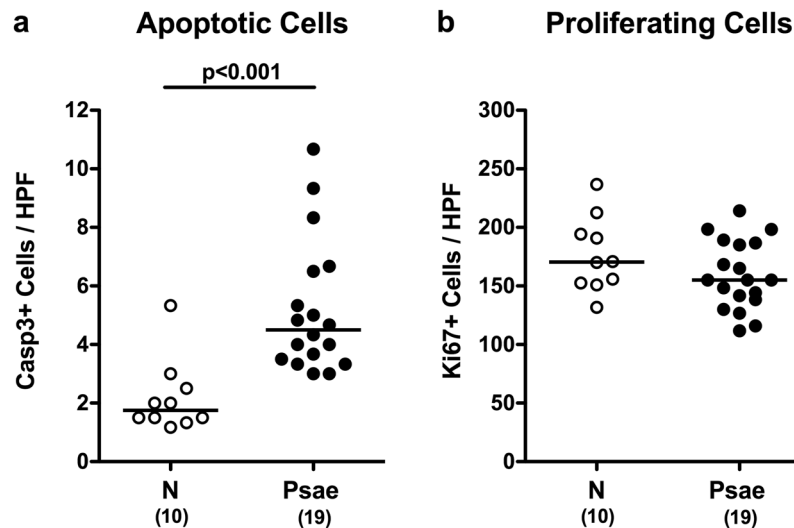 a Apoptotic Cells
p<0.001
12
10
8
6
4
2
0
Casp3+ Cells / HPF
N Psae
(10) (19)
b Proliferating Cells
300
250
200
150
100
50
0
Ki67+ Cells / HPF
N Psae
(10) (19)